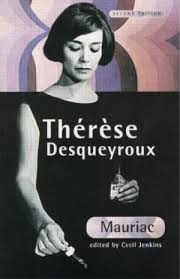 SECOND EDITION
Thérèse
Desqueyroux
Mauriac
edited by Cecil Jenkins